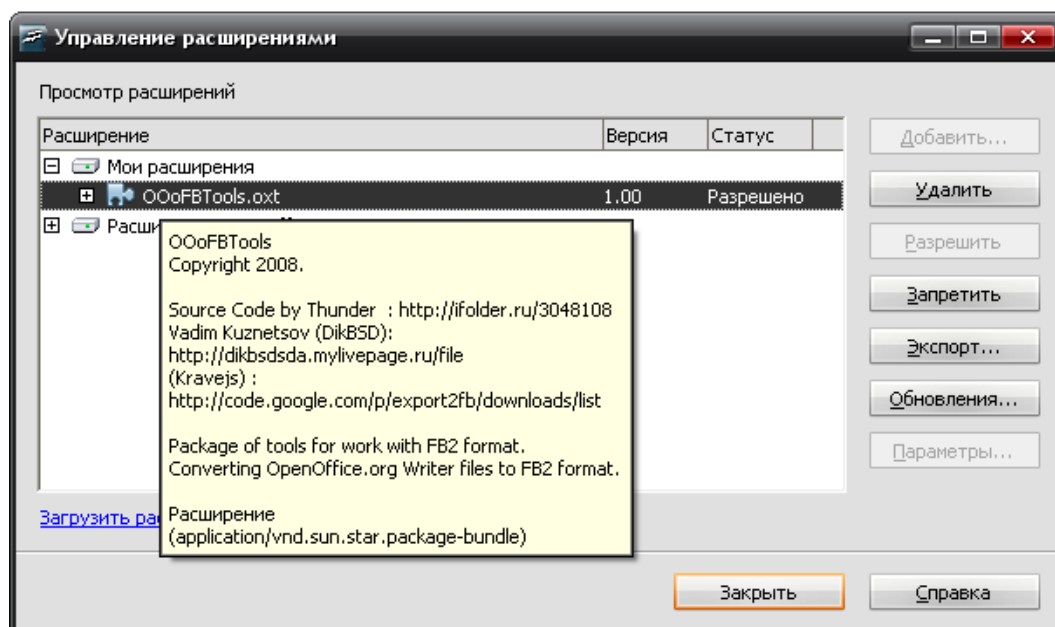 Управление расширениями
Просмотр расширений
Расширение Версия Статус
Мои расширения
OOoFBTools.oxt 1.00 Разрешено
OOoFBTools
Copyright 2008.
Source Code by Thunder : http://ifolder.ru/3048108
Vadim Kuznetsov (DikBSD):
http://dikbsdsda.mylivepage.ru/file
(Kravejs) :
http://code.google.com/p/export2fb/downloads/list
Package of tools for work with FB2 format.
Converting OpenOffice.org Writer files to FB2 format.
Расширение
(application/vnd.sun.star.package-bundle)
Загрузить
Добавить...
Удалить
Разрешить
Запретить
Экспорт...
Обновления...
Параметры...
Закрыть Справка